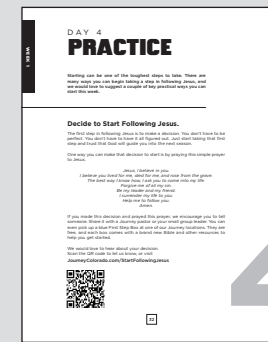 WEEK 1
DAY 4
PRACTICE
Starting can be one of the toughest steps to take. There are
many ways you can begin taking a step in following Jesus, and
we would love to suggest a couple of key practical ways you can
start this week.
Decide to Start Following Jesus.
The first step in following Jesus is to make a decision. You don't have to be
perfect. You don't have to have it all figured out. Just start taking that first
step and trust that God will guide you into the next season.
One way you can make that decision to start is by praying this simple prayer
to Jesus.
Jesus, I believe in you.
I believe you lived for me, died for me, and rose from the grave.
The best way I know how, I ask you to come into my life.
Forgive me of all my sin.
Be my leader and my friend.
I surrender my life to you.
Help me to follow you.
Amen.
If you made this decision and prayed this prayer, we encourage you to tell
someone. Share it with a Journey pastor or your small group leader. You can
even pick up a blue First Step Box at one of our Journey locations. They are
free, and each box comes with a brand new Bible and other resources to
help you get started.
We would love to hear about your decision.
Scan the QR code to let us know, or visit
JourneyColorado.com/StartFollowingJesus
32
4